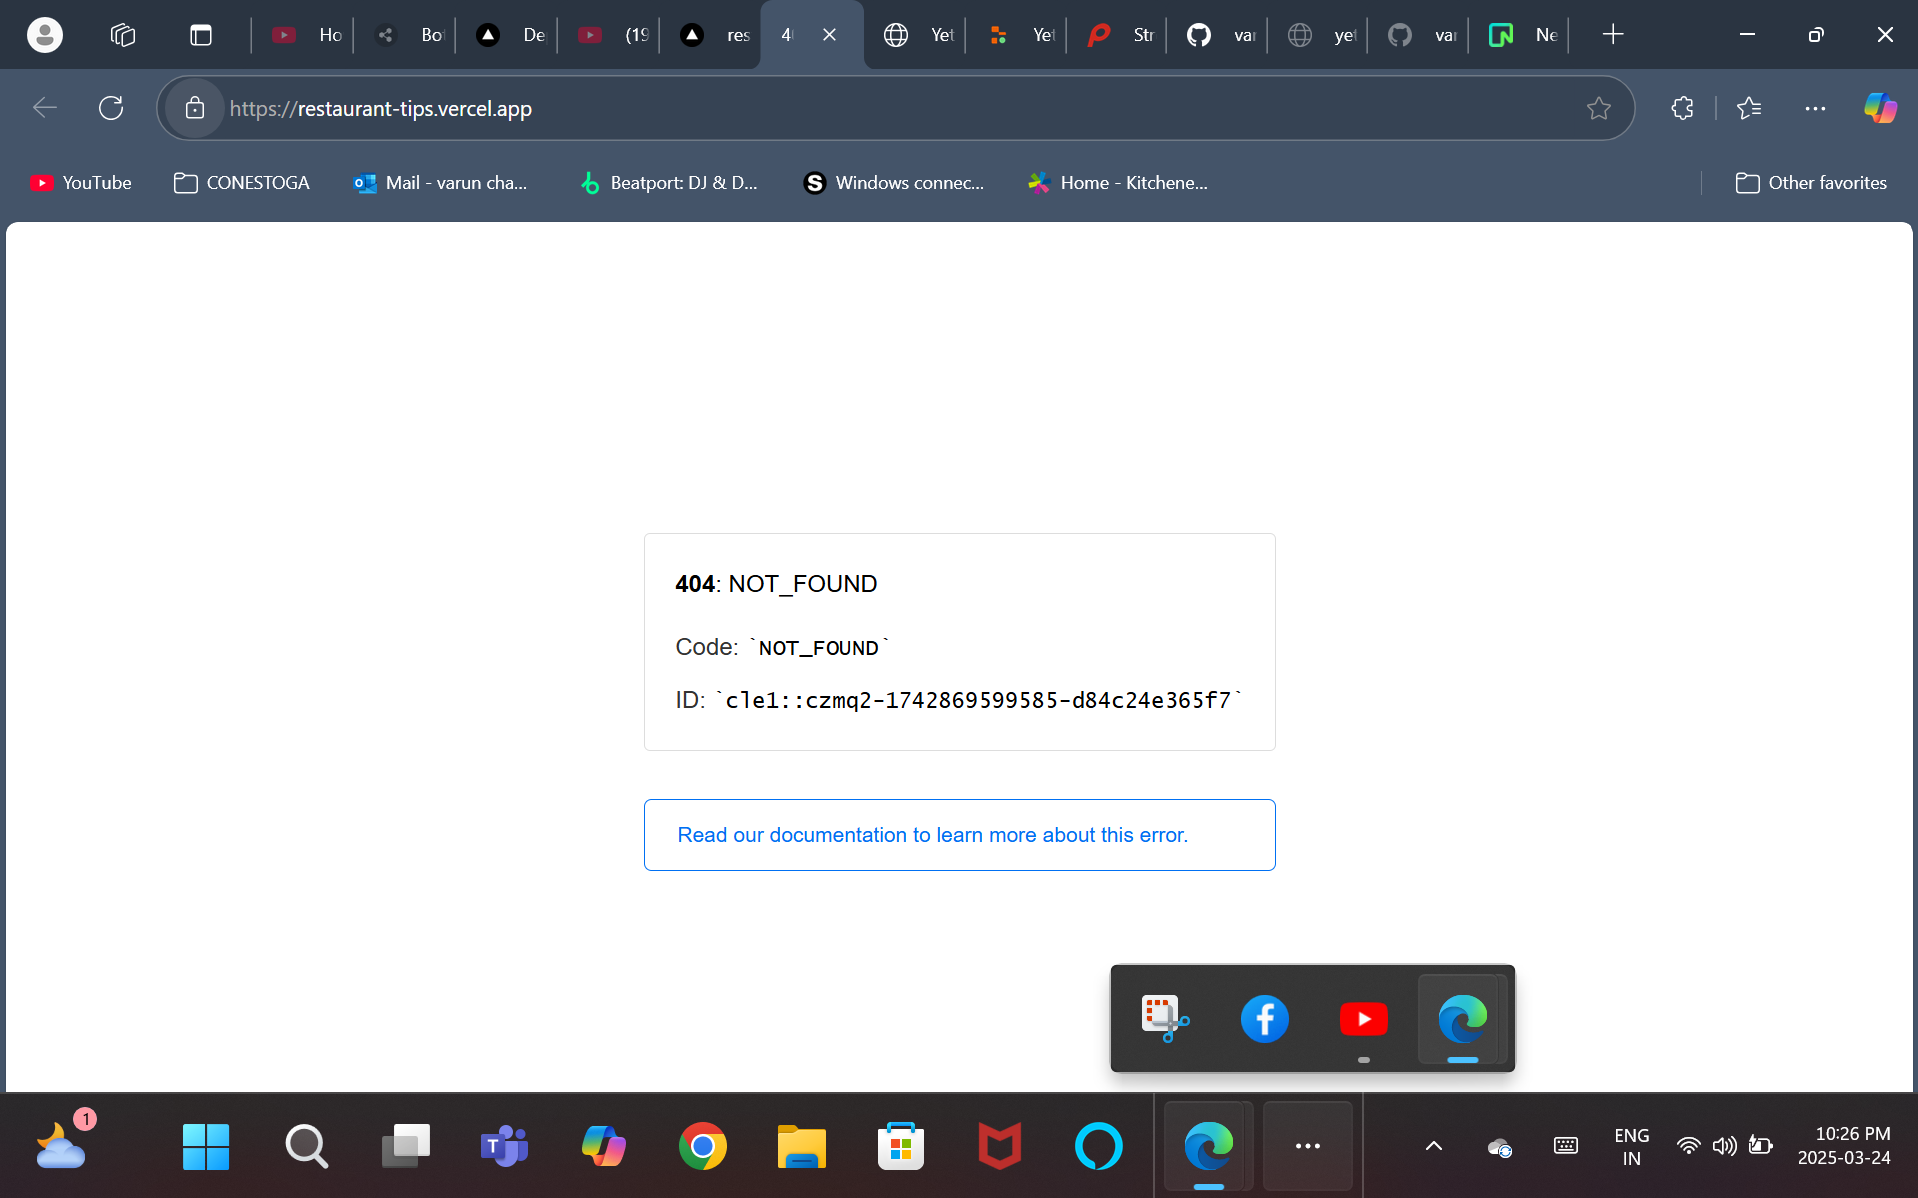 Ho
Bo
De
(19
res
4
Yet
Yet
Str
var
yet
var
Ne
https://restaurant-tips.vercel.app
YouTube
CONESTOGA
Mail - varun cha...
Beatport: DJ & D...
Windows connec...
Home - Kitchene...
Other favorites
404: NOT_FOUND
Code: `NOT_FOUND`
ID: `cle1::czmq2-1742869599585-d84c24e365f7`
Read our documentation to learn more about this error.
1
ENG
IN
10:26 PM
2025-03-24